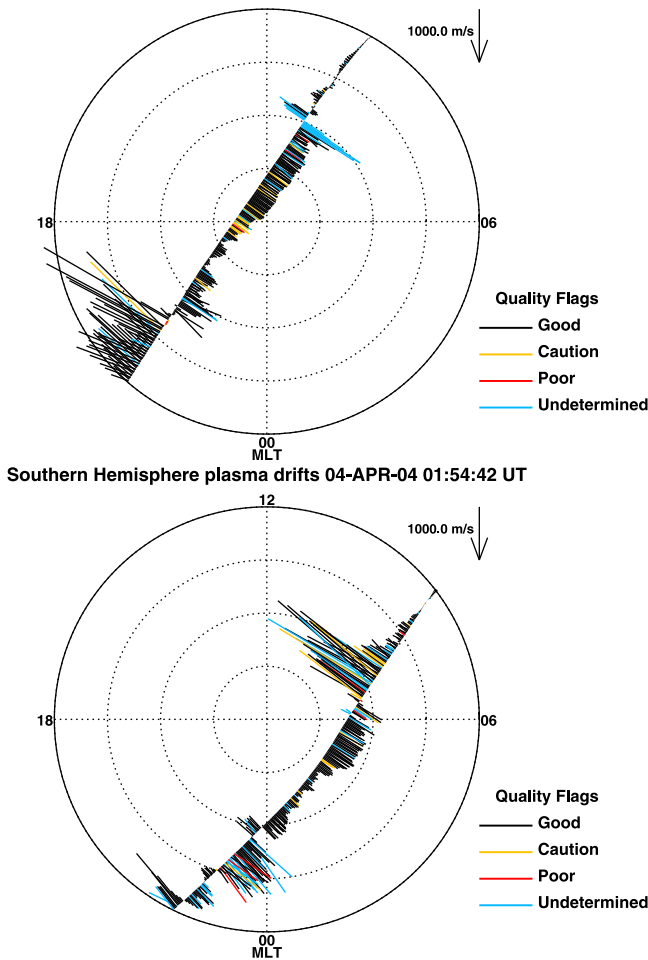 1000.0 m/s
18
06
Quality Flags
Good
Caution
Poor
Undetermined
00
MLT
Southern Hemisphere plasma drifts 04-APR-04 01:54:42 UT
12
1000.0 m/s
18
06
Quality Flags
Good
Caution
Poor
Undetermined
00
MLT